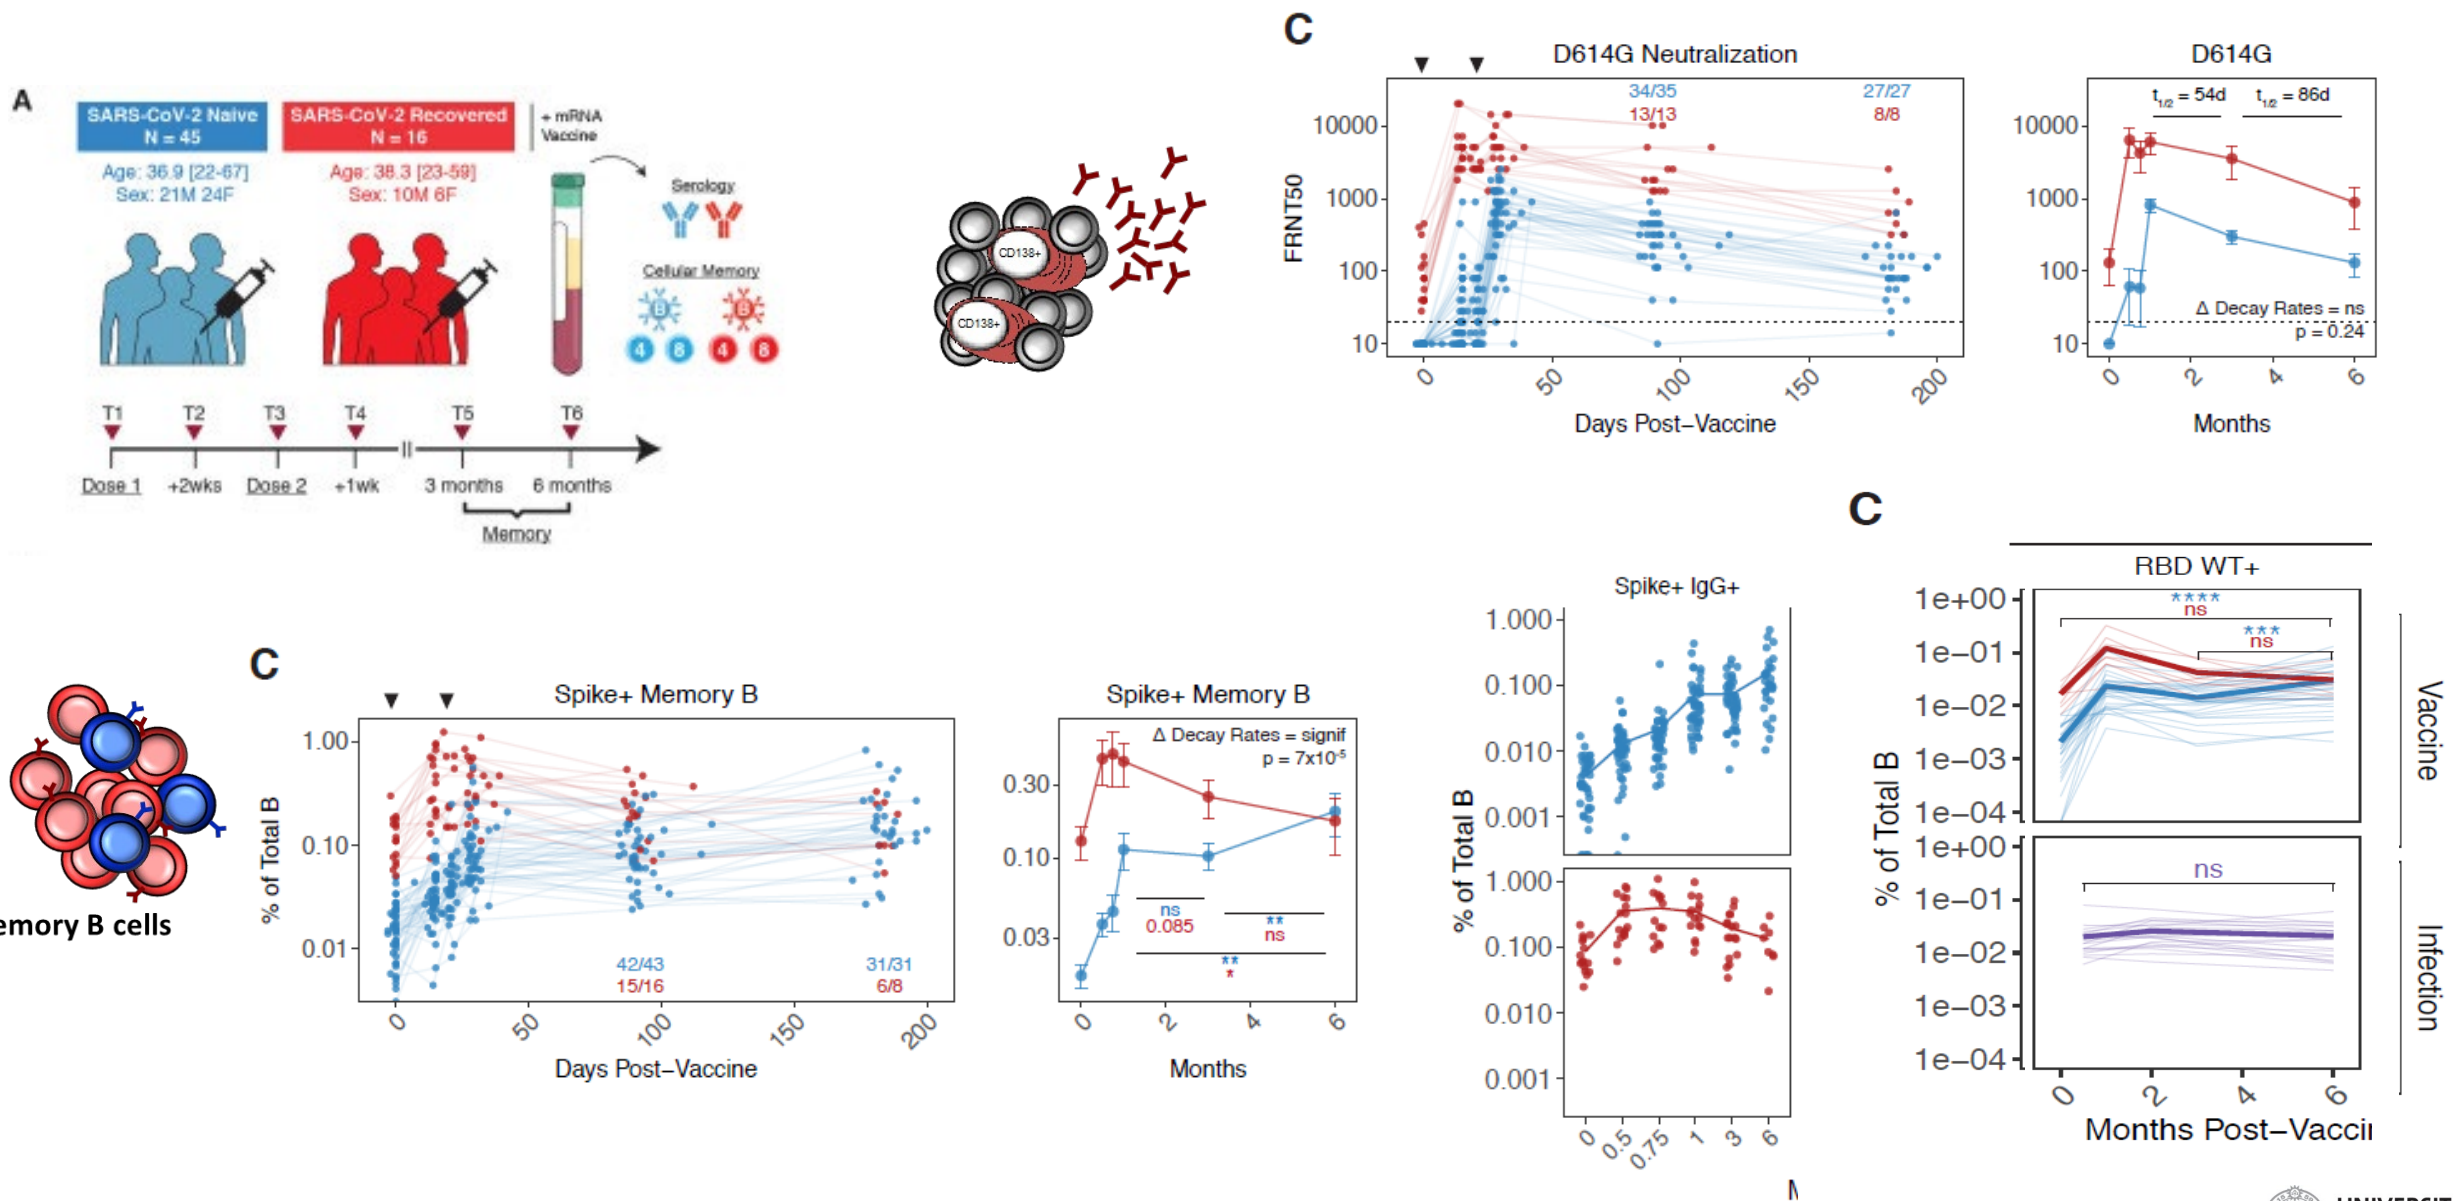 A
SARS-CoV-2 Naive
N = 45
SARS-CoV-2 Recovered
N = 16
+ mRNA
Vaccine
Age: 36.9 [22-67]
Sex: 21M 24F
Age: 38.3 [23-59]
Sex: 10M 6F
Serology
Cellular Memory
B
B
4
8
4
8
T1
T2
T3
T4
T5
T6
Dose 1
+2wks
Dose 2
+1wk
3 months
6 months
Memory
CD138+
CD138+
C
D614G Neutralization
34/35
13/13
27/27
8/8
FRNT50
10000
1000
100
10
0
50
100
150
200
Days Post–Vaccine
D614G
t1/2 = 54d
t1/2 = 86d
10000
1000
100
10
Δ Decay Rates = ns
p = 0.24
0
2
4
6
Months
emory B cells
C
Spike+ Memory B
% of Total B
1.00
0.10
0.01
42/43
15/16
31/31
6/8
0
50
100
150
200
Days Post–Vaccine
Spike+ Memory B
Δ Decay Rates = signif
p = 7x10-5
0.30
0.10
0.03
ns
0.085
**
ns
**
*
0
2
4
6
Months
Spike+ IgG+
% of Total B
1.000
0.100
0.010
0.001
1.000
0.100
0.010
0.001
0
0.5
0.75
1
3
6
C
RBD WT+
% of Total B
1e+00
1e−01
1e−02
1e−03
1e−04
****
ns
***
ns
Vaccine
1e+00
1e−01
1e−02
1e−03
1e−04
ns
Infection
0
2
4
6
Months Post–Vaccin
UNIVERSIT